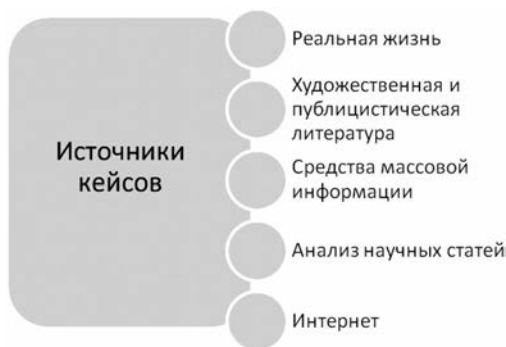 Источники
кейсов
Реальная жизнь
Художественная и
публицистическая
литература
Средства массовой
информации
Анализ научных статей
Интернет